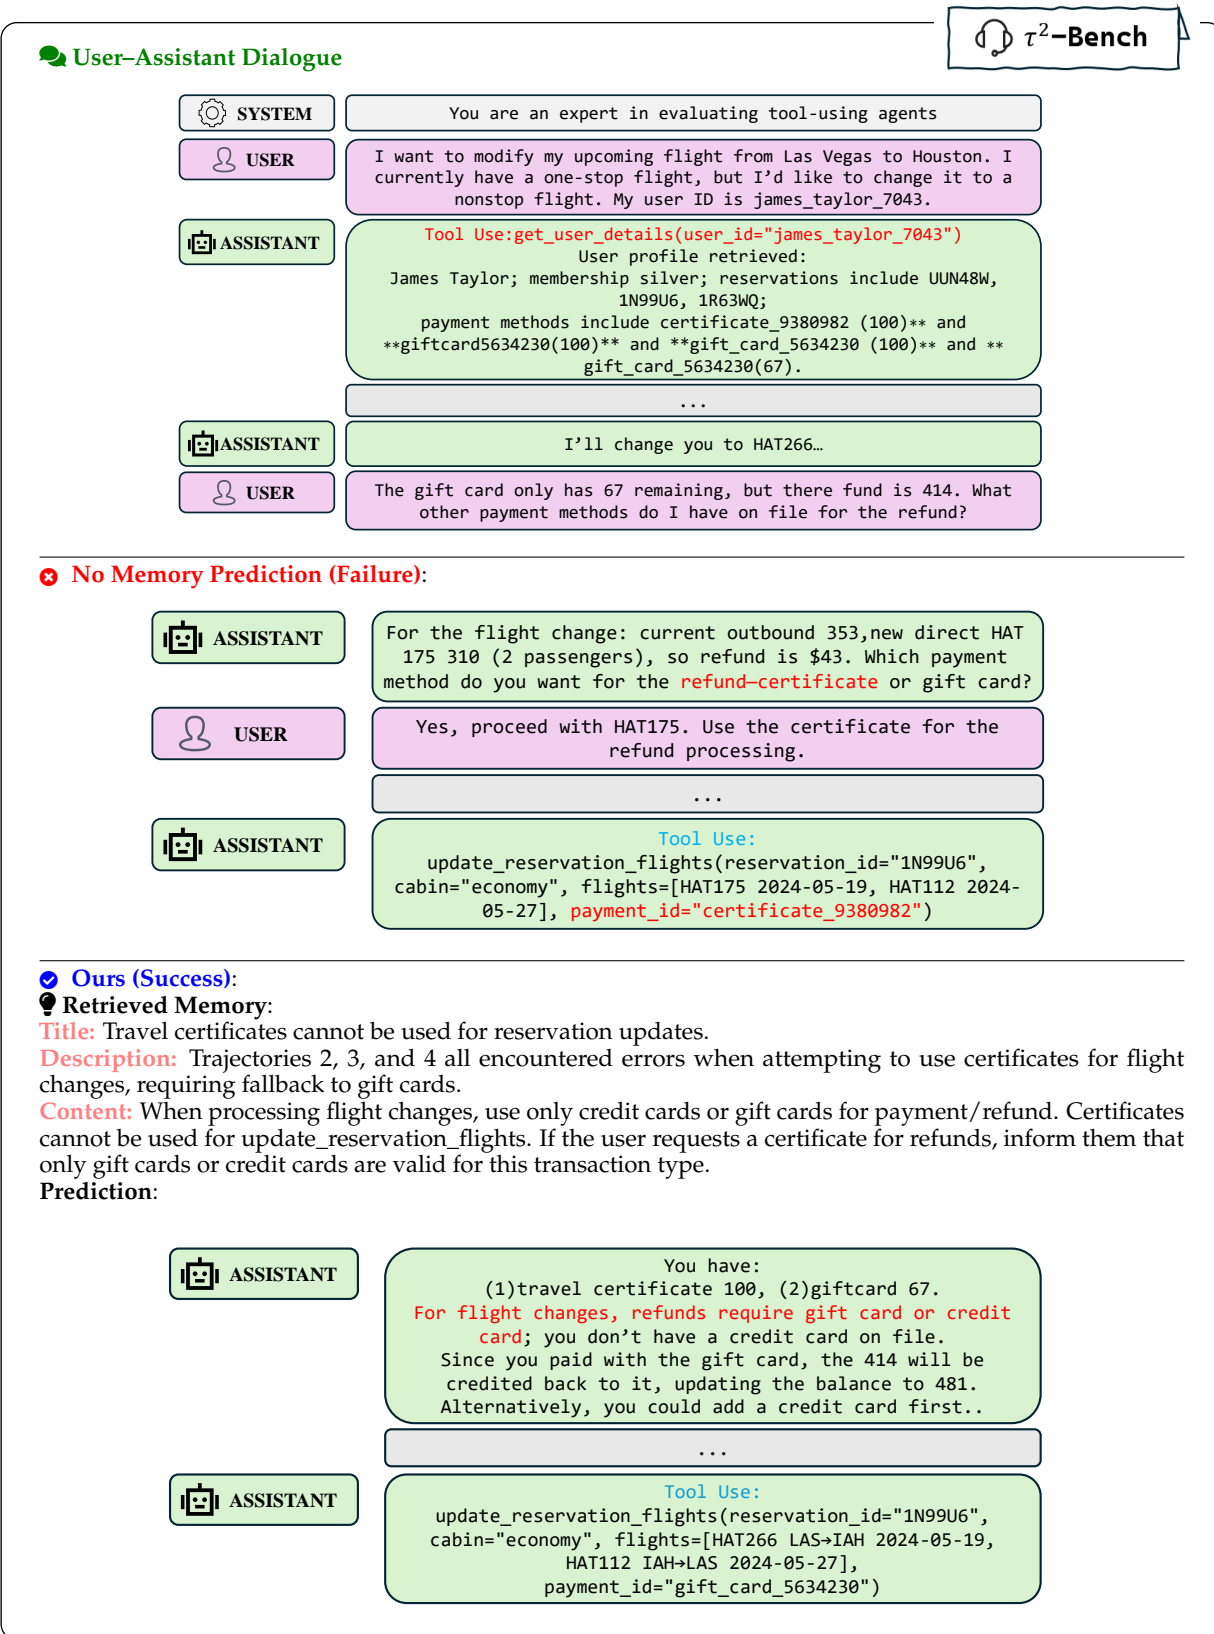 τ²-Bench
User–Assistant Dialogue
SYSTEM
You are an expert in evaluating tool-using agents
USER
I want to modify my upcoming flight from Las Vegas to Houston. I
currently have a one-stop flight, but I'd like to change it to a
nonstop flight. My user ID is james_taylor_7043.
ASSISTANT
Tool Use:get_user_details(user_id="james_taylor_7043")
User profile retrieved:
James Taylor; membership silver; reservations include UUN48W,
1N99U6, 1R63WQ;
payment methods include certificate_9380982 (100)** and
**giftcard5634230(100)** and **gift_card_5634230 (100)** and **
gift_card_5634230(67).
...
ASSISTANT
I'll change you to HAT266…
USER
The gift card only has 67 remaining, but there fund is 414. What
other payment methods do I have on file for the refund?
No Memory Prediction (Failure):
ASSISTANT
For the flight change: current outbound 353,new direct HAT
175 310 (2 passengers), so refund is $43. Which payment
method do you want for the refund—certificate or gift card?
USER
Yes, proceed with HAT175. Use the certificate for the
refund processing.
...
ASSISTANT
Tool Use:
update_reservation_flights(reservation_id="1N99U6",
cabin="economy", flights=[HAT175 2024-05-19, HAT112 2024-
05-27], payment_id="certificate_9380982")
Ours (Success):
Retrieved Memory:
Title: Travel certificates cannot be used for reservation updates.
Description: Trajectories 2, 3, and 4 all encountered errors when attempting to use certificates for flight
changes, requiring fallback to gift cards.
Content: When processing flight changes, use only credit cards or gift cards for payment/refund. Certificates
cannot be used for update_reservation_flights. If the user requests a certificate for refunds, inform them that
only gift cards or credit cards are valid for this transaction type.
Prediction:
ASSISTANT
You have:
(1)travel certificate 100, (2)giftcard 67.
For flight changes, refunds require gift card or credit
card; you don't have a credit card on file.
Since you paid with the gift card, the 414 will be
credited back to it, updating the balance to 481.
Alternatively, you could add a credit card first..
...
ASSISTANT
Tool Use:
update_reservation_flights(reservation_id="1N99U6",
cabin="economy", flights=[HAT266 LAS→IAH 2024-05-19,
HAT112 IAH→LAS 2024-05-27],
payment_id="gift_card_5634230")